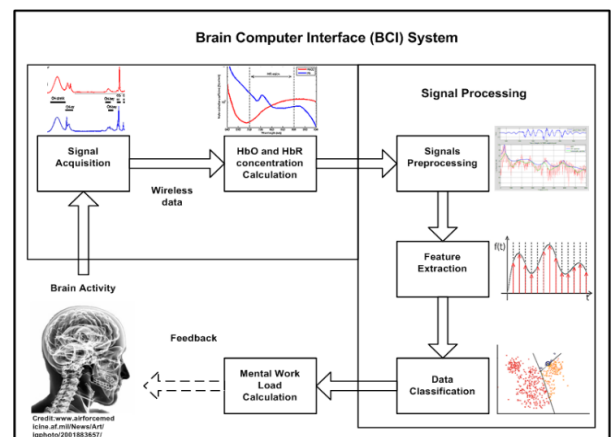 Brain Computer Interface (BCI) System
Signal Processing
Signal
Acquisition
Wireless
data
HbO and HbR
concentration
Calculation
Signals
Preprocessing
Feature
Extraction
f(t)
t
Brain Activity
Feedback
Mental Work
Load
Calculation
Data
Classification
Credit:www.airforcemed
icine.af.mil/News/Art/
igphoto/2001883657/